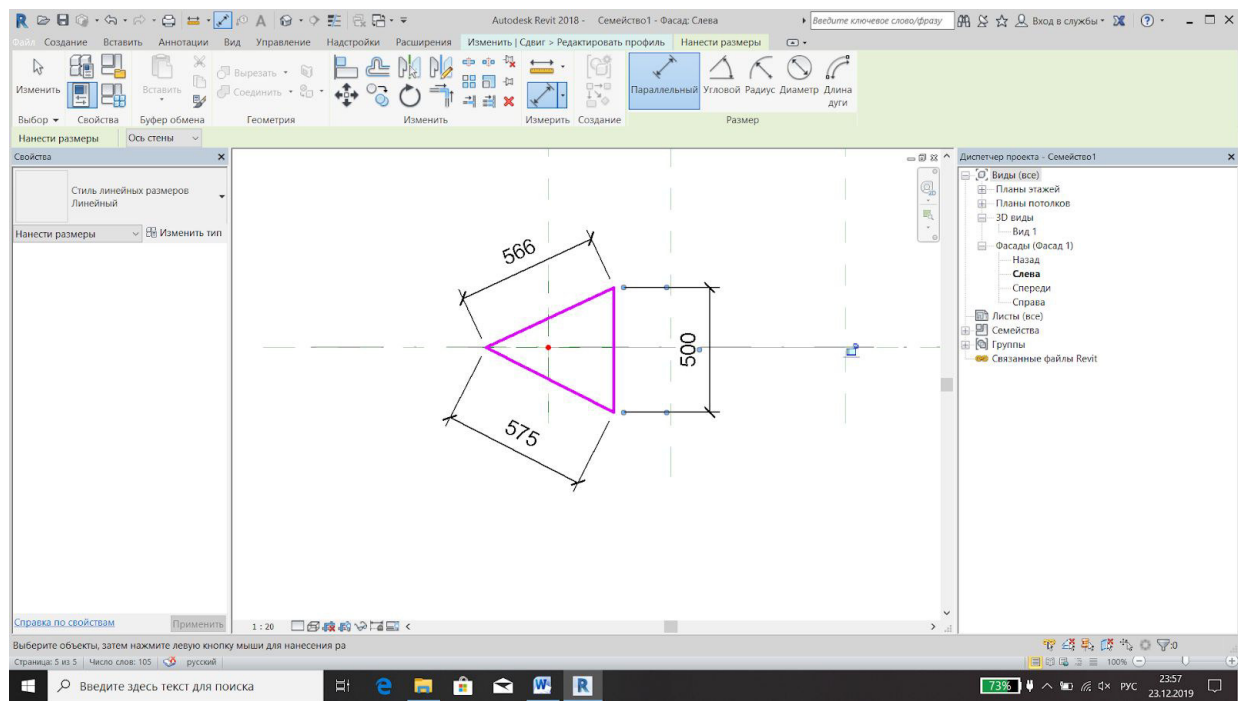 Autodesk Revit 2018 - Семейство1 - Фасад: Слева
Введите ключевое слово/фразу
Вход в службы
Файл Создание Вставить Аннотации Вид Управление Надстройки Расширения Изменить | Сдвиг > Редактировать профиль Нанести размеры
Изменить
Вставить
Вырезать
Соединить
Параллельный Угловой Радиус Диаметр Длина дуги
Выбор Свойства Буфер обмена Геометрия Изменить Измерить Создание Размер
Нанести размеры Ось стены
Свойства
Стиль линейных размеров
Линейный
Нанести размеры Изменить тип
566
500
575
Диспетчер проекта - Семейство1
Виды (все)
Планы этажей
Планы потолков
3D виды
Вид 1
Фасады (Фасад 1)
Назад
Слева
Спереди
Справа
Листы (все)
Семейства
Группы
Связанные файлы Revit
Справка по свойствам Применить
1 : 20
Выберите объекты, затем нажмите левую кнопку мыши для нанесения ра
:0
Страница: 5 из 5 Число слов: 105 русский
100%
Введите здесь текст для поиска
73%
РУС
23:57
23.12.2019